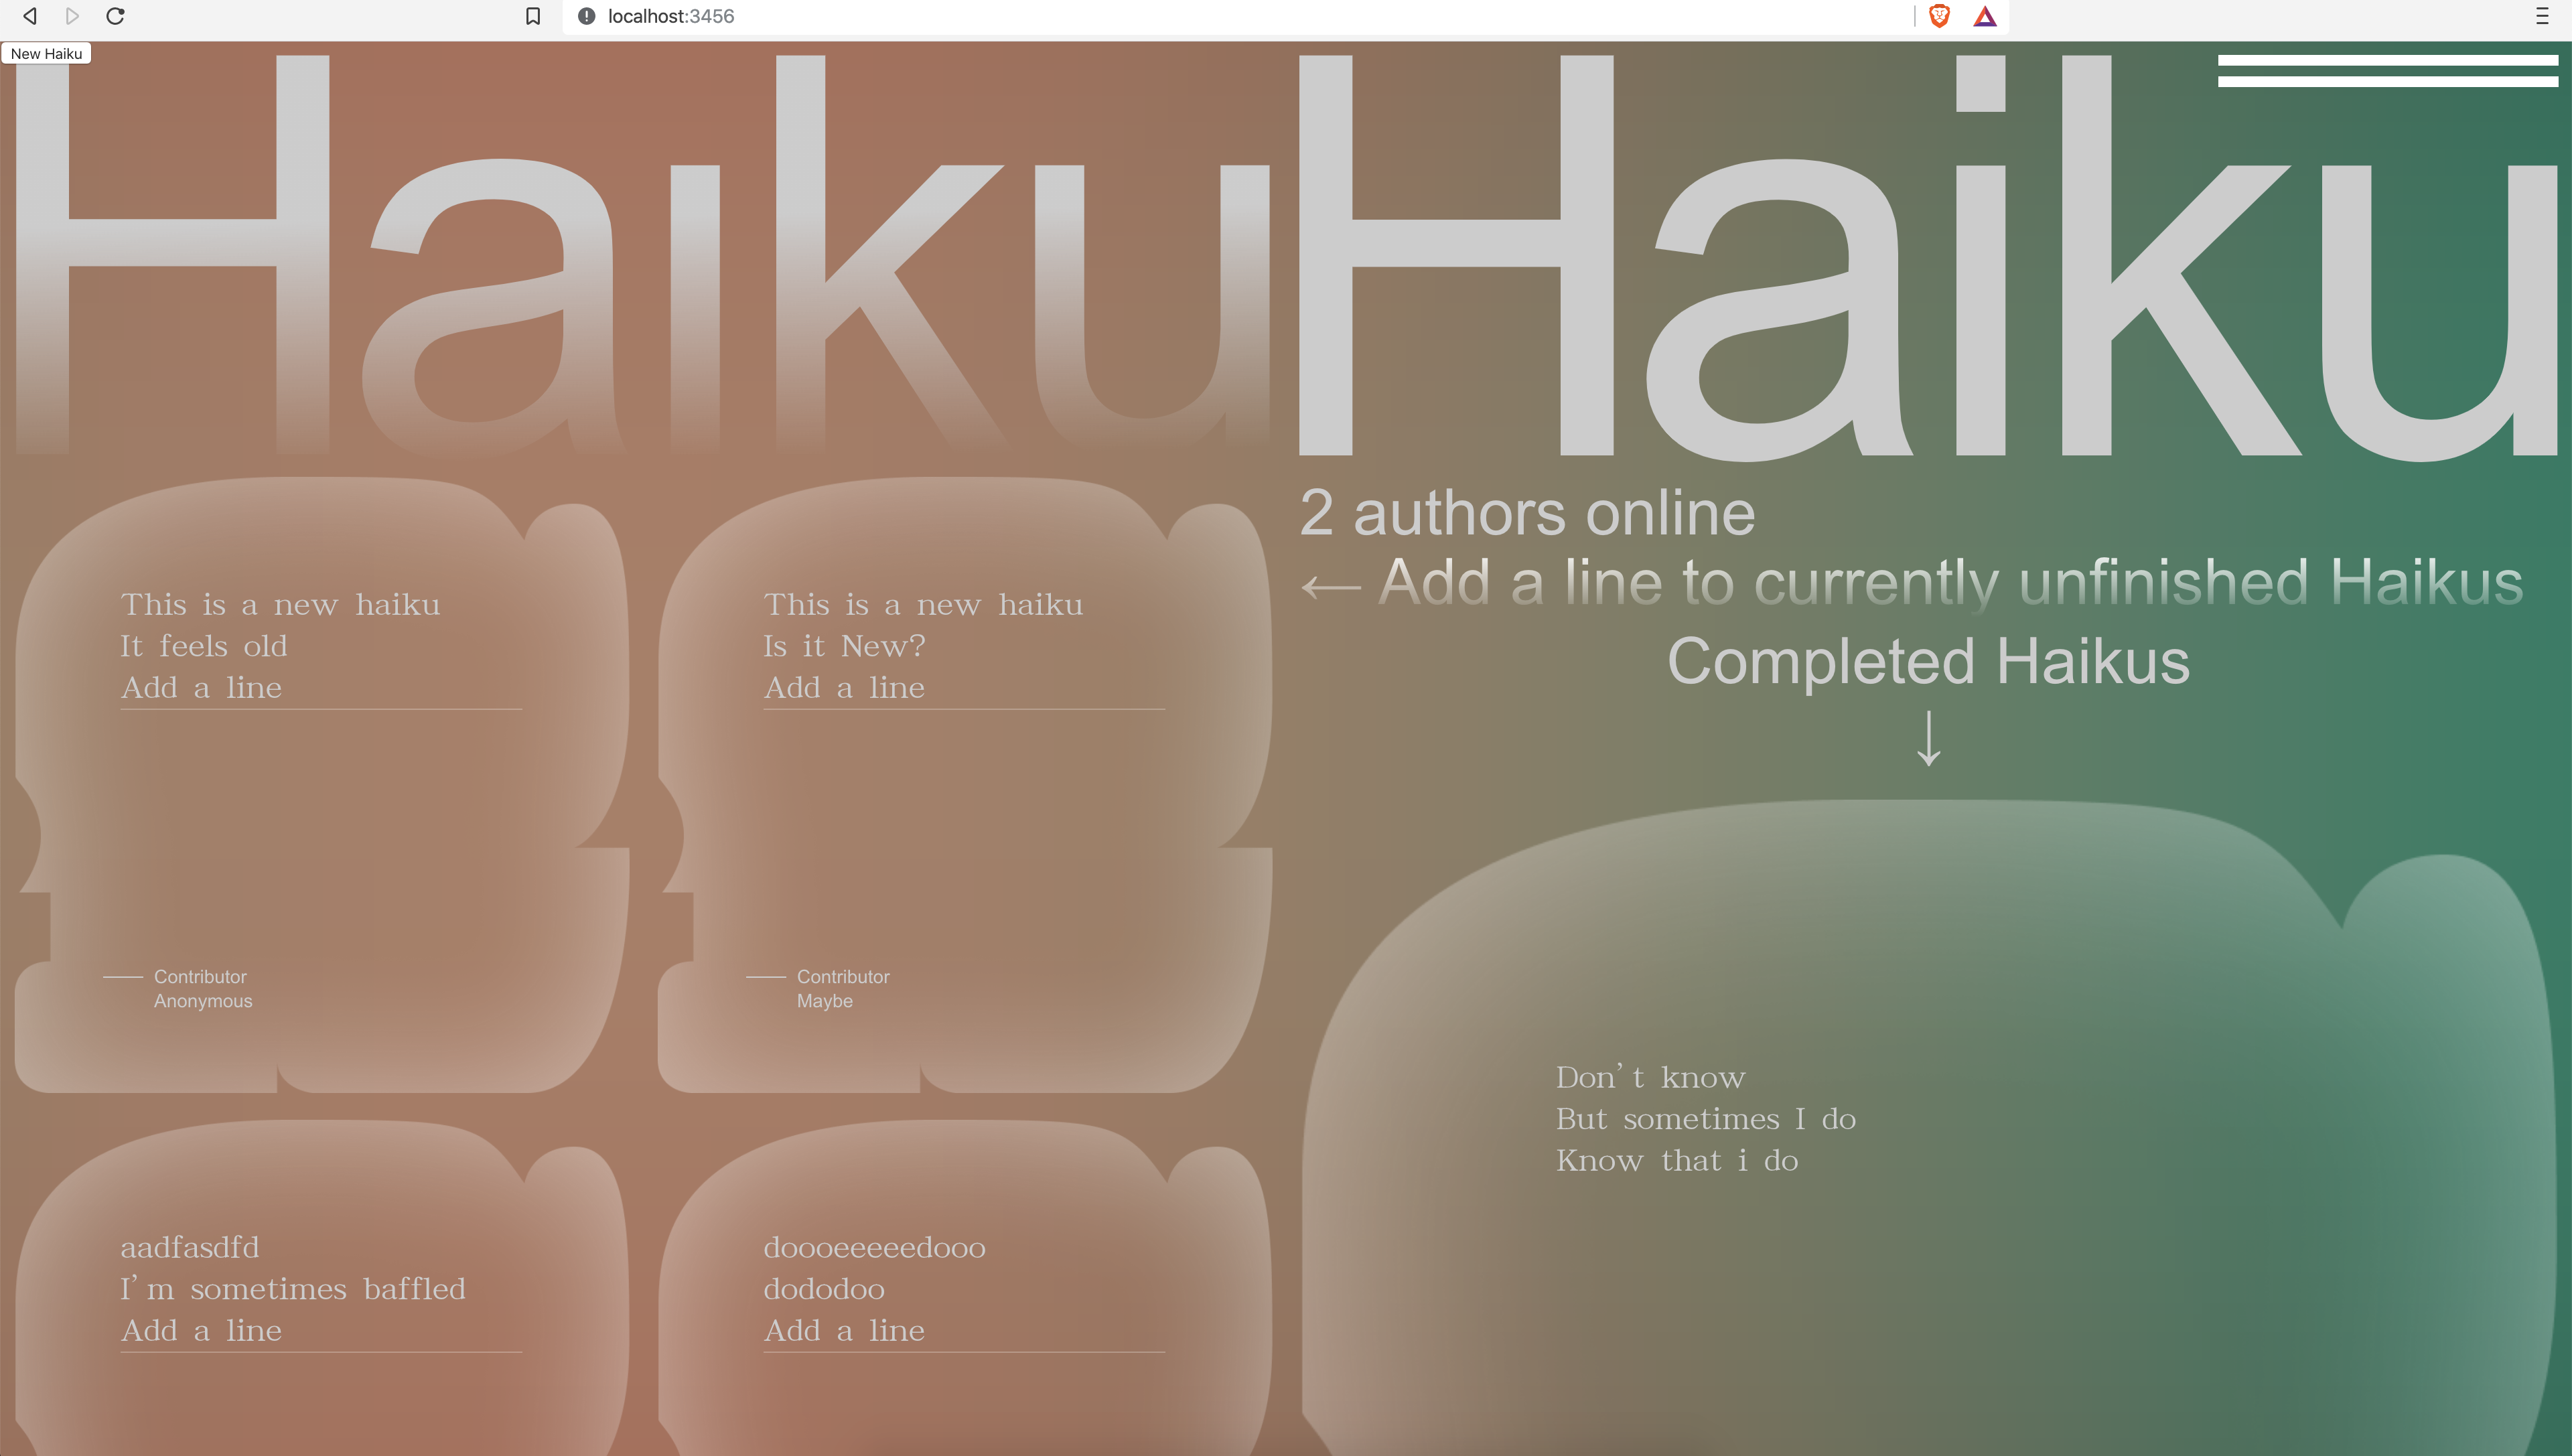 localhost:3456
New Haiku
Haıku
Haiku
2 authors online
← Add a line to currently unfinished Haikus
Completed Haikus
↓
This is a new haiku
It feels old
Add a line
Contributor
Anonymous
This is a new haiku
Is it New?
Add a line
Contributor
Maybe
aadfasdfd
I’m sometimes baffled
Add a line
doooeeeeedooo
dododoo
Add a line
Don’t know
But sometimes I do
Know that i do